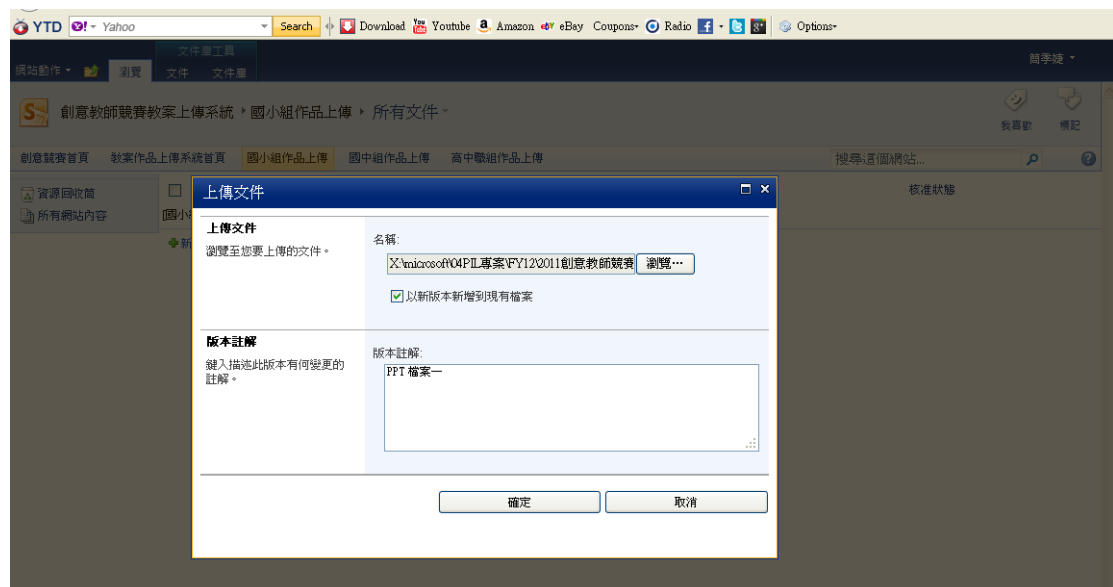 YTD Y! - Yahoo Search Download Youtube Amazon eBay Coupons Radio Options
文件庫工具
網站動作 瀏覽 文件 文件庫 簡季婕
創意教師競賽教案上傳系統 國小組作品上傳 所有文件
我喜歡 標記
創意競賽首頁 教案作品上傳系統首頁 國小組作品上傳 國中組作品上傳 高中職組作品上傳 搜尋這個網站...
資源回收筒 核准狀態
所有網站內容 [國小
新
上傳文件
上傳文件
瀏覽至您要上傳的文件。
名稱:
X:\microsoft\04PIL專案\FY12\2011創意教師競賽 瀏覽…
以新版本新增到現有檔案
版本註解
鍵入描述此版本有何變更的
註解。
版本註解:
PPT 檔案一
確定 取消